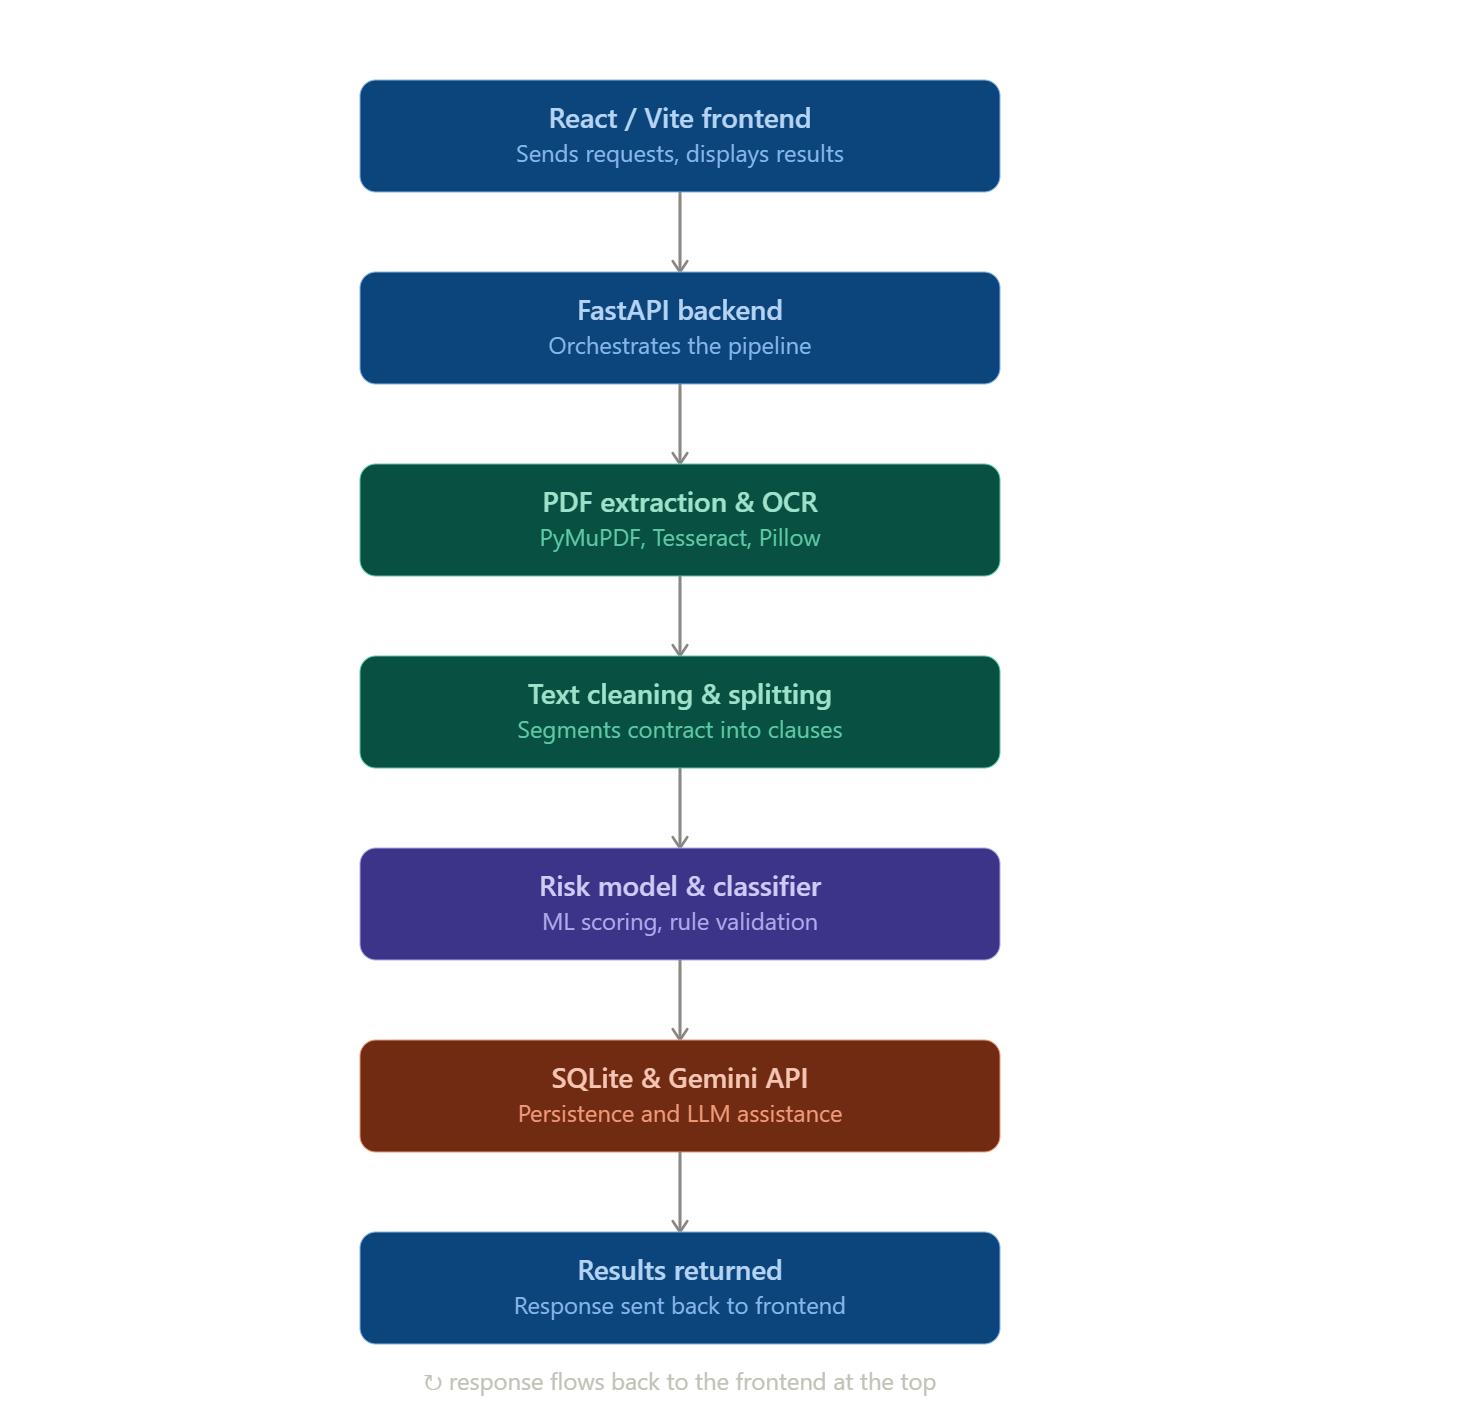 React / Vite frontend
Sends requests, displays results
FastAPI backend
Orchestrates the pipeline
PDF extraction & OCR
PyMuPDF, Tesseract, Pillow
Text cleaning & splitting
Segments contract into clauses
Risk model & classifier
ML scoring, rule validation
SQLite & Gemini API
Persistence and LLM assistance
Results returned
Response sent back to frontend
↻ response flows back to the frontend at the top